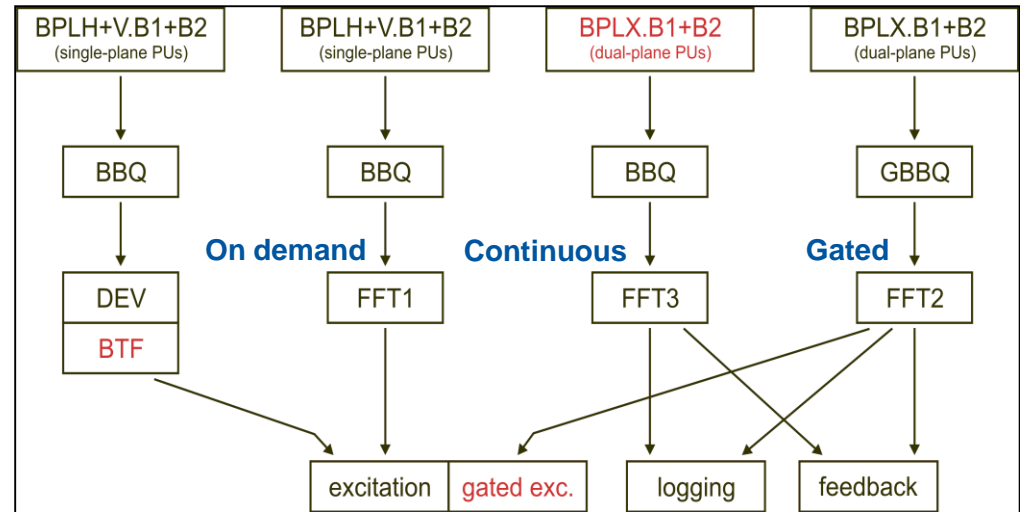 BPLH+V.B1+B2
(single-plane PUs)
BPLH+V.B1+B2
(single-plane PUs)
BPLX.B1+B2
(dual-plane PUs)
BPLX.B1+B2
(dual-plane PUs)
BBQ
BBQ
BBQ
GBBQ
On demand
Continuous
Gated
DEV
FFT1
FFT3
FFT2
BTF
excitation
gated exc.
logging
feedback